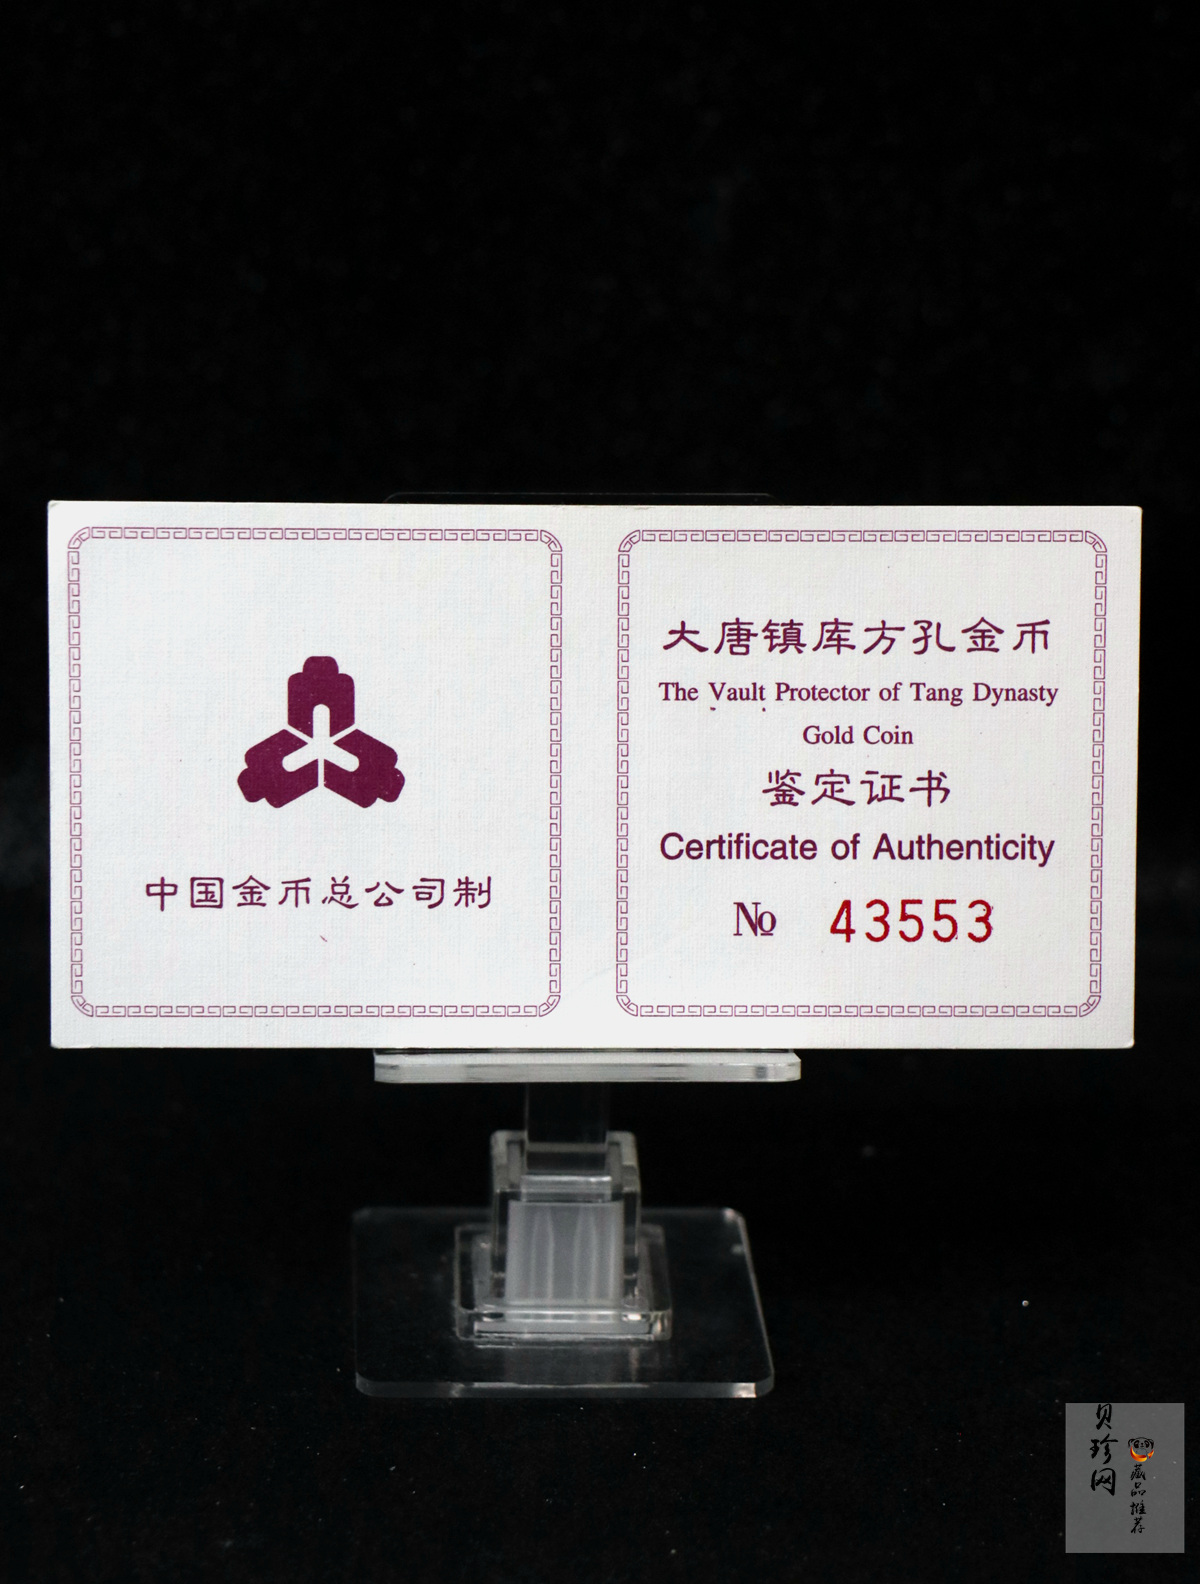 中国金币总公司制
大唐镇库方孔金币
The Vault Protector of Tang Dynasty
Gold Coin
鉴定证书
Certificate of Authenticity
№ 43553
贝珍网
藏品推荐